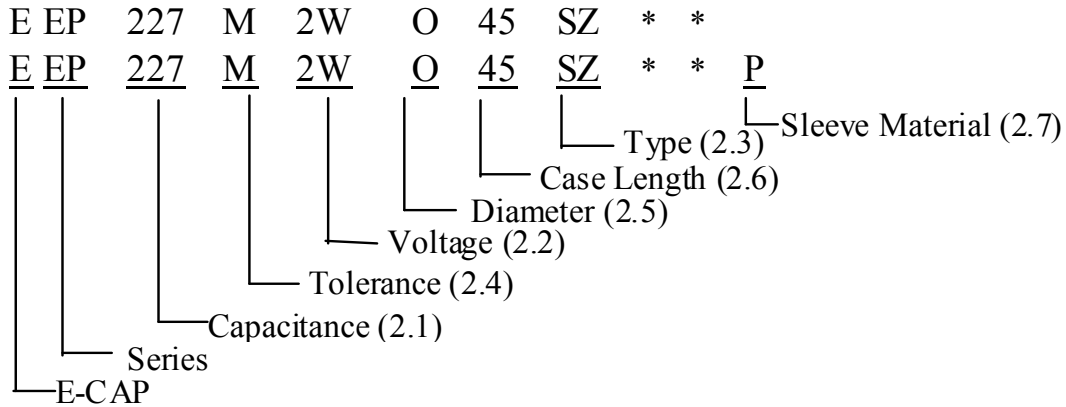 E EP 227 M 2W O 45 SZ * *
E EP 227 M 2W O 45 SZ * * P
Sleeve Material (2.7)
Type (2.3)
Case Length (2.6)
Diameter (2.5)
Voltage (2.2)
Tolerance (2.4)
Capacitance (2.1)
Series
E-CAP